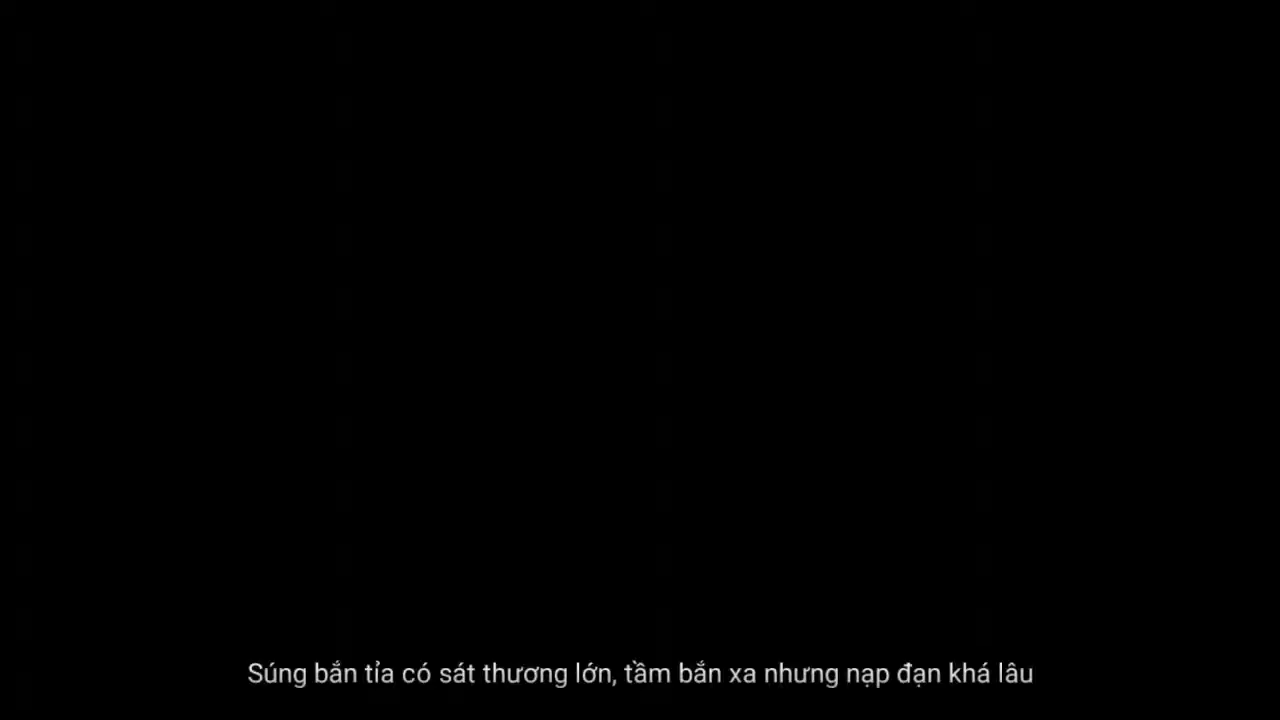 Súng bắn tỉa có sát thương lớn, tầm bắn xa nhưng nạp đạn khá lâu